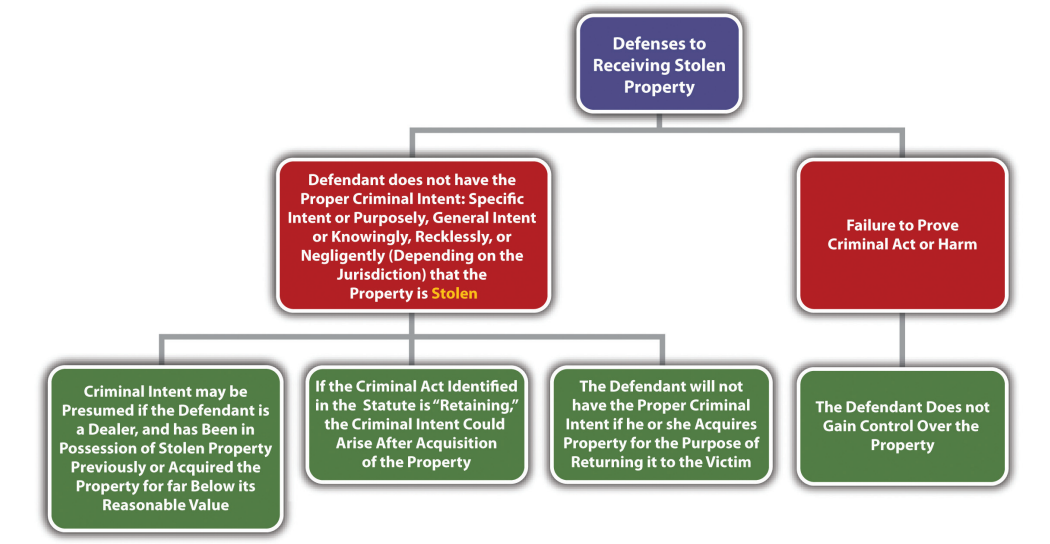 Defenses to
Receiving Stolen
Property
Defendant does not have the
Proper Criminal Intent: Specific
Intent or Purposely, General Intent
or Knowingly, Recklessly, or
Negligently (Depending on the
Jurisdiction) that the
Property is Stolen
Failure to Prove
Criminal Act or Harm
Criminal Intent may be
Presumed if the Defendant is
a Dealer, and has Been in
Possession of Stolen Property
Previously or Acquired the
Property for far Below its
Reasonable Value
If the Criminal Act Identified
in the Statute is “Retaining,”
the Criminal Intent Could
Arise After Acquisition
of the Property
The Defendant will not
have the Proper Criminal
Intent if he or she Acquires
Property for the Purpose of
Returning it to the Victim
The Defendant Does not
Gain Control Over the
Property